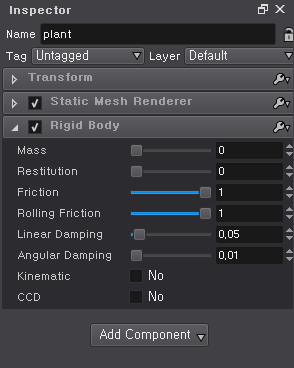 Inspector
Name plant
Tag Untagged Layer Default
Transform
Static Mesh Renderer
Rigid Body
Mass 0
Restitution 0
Friction 1
Rolling Friction 1
Linear Damping 0,05
Angular Damping 0,01
Kinematic No
CCD No
Add Component